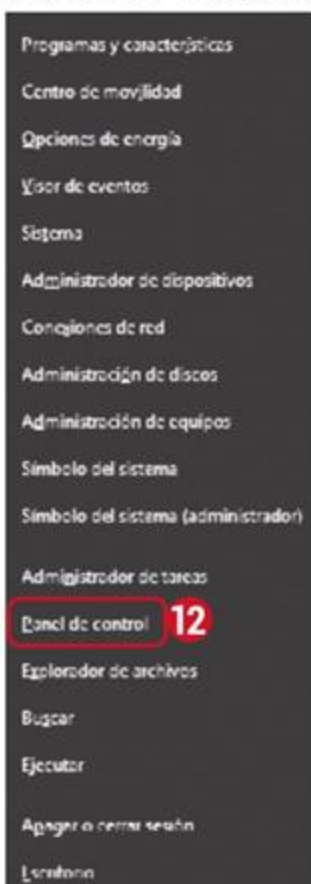 Programas y características
Centro de movilidad
Opciones de energía
Visor de eventos
Sistema
Administrador de dispositivos
Conexiones de red
Administración de discos
Administración de equipos
Símbolo del sistema
Símbolo del sistema (administrador)
Administrador de tareas
Panel de control 12
Explorador de archivos
Buscar
Ejecutar
Apagar o cerrar sesión
Escritorio